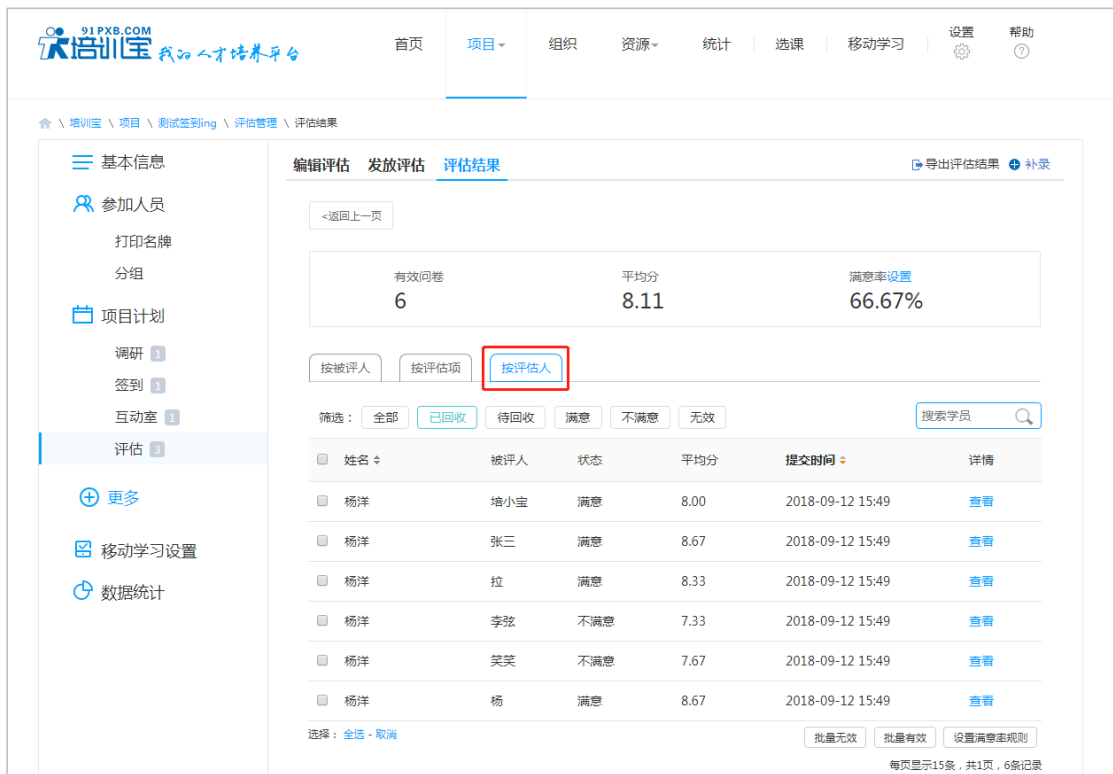 91PXB.COM
培训宝 我的人才培养平台
首页 项目 组织 资源 统计 选课 移动学习 设置 帮助
\ 培训宝 \ 项目 \ 测试签到ing \ 评估管理 \ 评估结果
基本信息
参加人员
打印名牌
分组
项目计划
调研 1
签到 1
互动室 1
评估 3
更多
移动学习设置
数据统计
编辑评估 发放评估 评估结果 导出评估结果 补录
<返回上一页
有效问卷 平均分 满意率设置
6 8.11 66.67%
按被评人 按评估项 按评估人
筛选： 全部 已回收 待回收 满意 不满意 无效 搜索学员
姓名 被评人 状态 平均分 提交时间 详情
杨洋 培小宝 满意 8.00 2018-09-12 15:49 查看
杨洋 张三 满意 8.67 2018-09-12 15:49 查看
杨洋 拉 满意 8.33 2018-09-12 15:49 查看
杨洋 李弦 不满意 7.33 2018-09-12 15:49 查看
杨洋 笑笑 不满意 7.67 2018-09-12 15:49 查看
杨洋 杨 满意 8.67 2018-09-12 15:49 查看
选择： 全选 - 取消 批量无效 批量有效 设置满意率规则
每页显示15条，共1页，6条记录